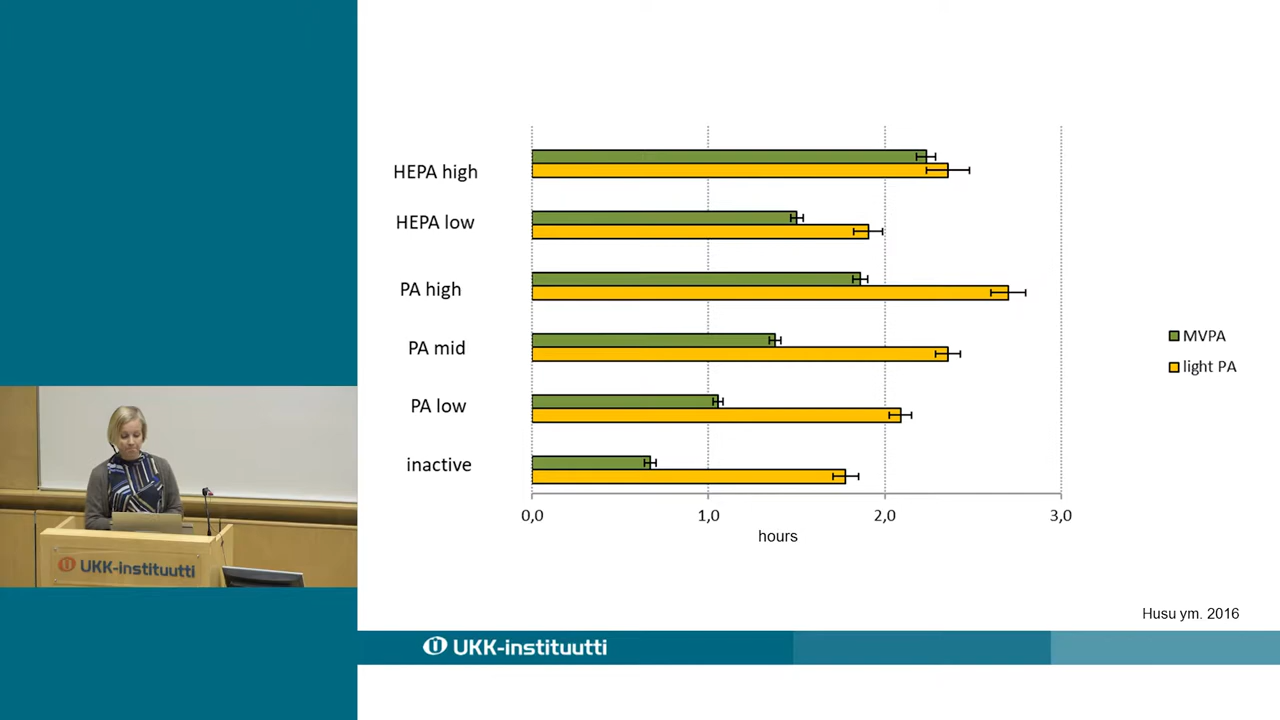 HEPA high
HEPA low
PA high
PA mid
PA low
inactive
0,0 1,0 2,0 3,0
hours
MVPA
light PA
Husu ym. 2016
UKK-instituutti
UKK-instituutti